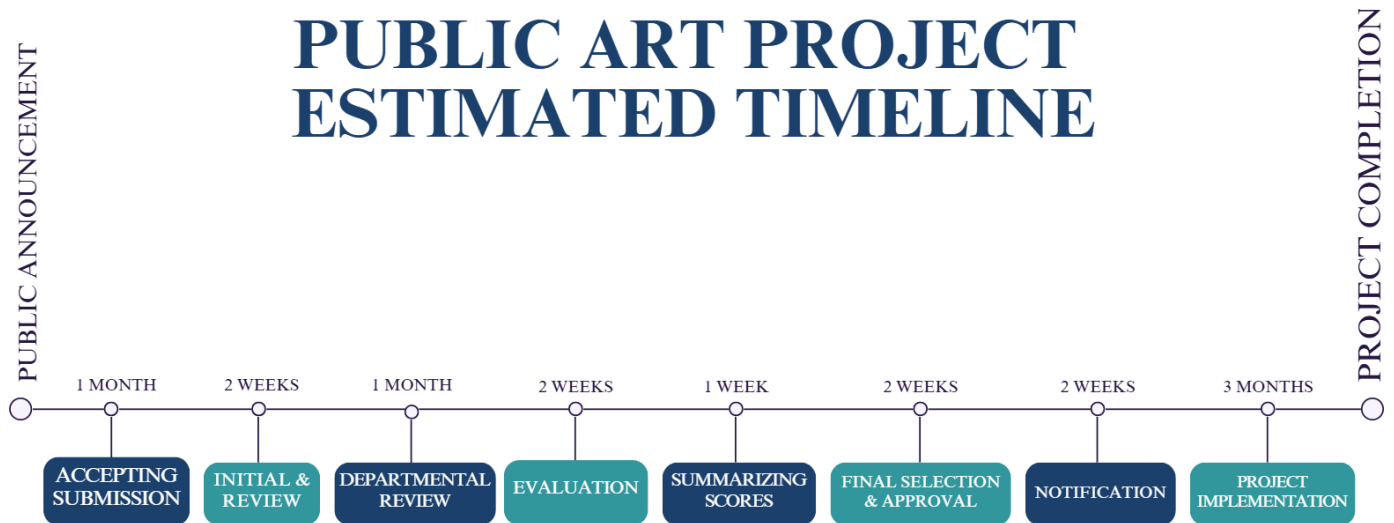 PUBLIC ART PROJECT
ESTIMATED TIMELINE
PUBLIC ANNOUNCEMENT
PROJECT COMPLETION
1 MONTH
2 WEEKS
1 MONTH
2 WEEKS
1 WEEK
2 WEEKS
2 WEEKS
3 MONTHS
ACCEPTING
SUBMISSION
INITIAL &
REVIEW
DEPARTMENTAL
REVIEW
EVALUATION
SUMMARIZING
SCORES
FINAL SELECTION
& APPROVAL
NOTIFICATION
PROJECT
IMPLEMENTATION